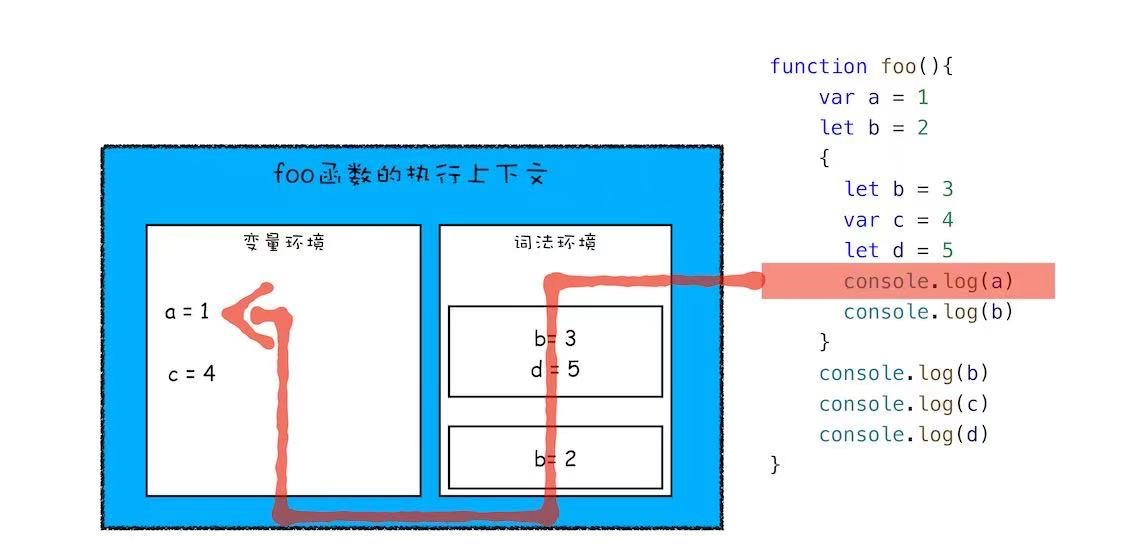 foo函数的执行上下文
变量环境
a = 1
c = 4
词法环境
b = 3
d = 5
b = 2
function foo(){
    var a = 1
    let b = 2
    {
      let b = 3
      var c = 4
      let d = 5
      console.log(a)
      console.log(b)
    }
    console.log(b)
    console.log(c)
    console.log(d)
}